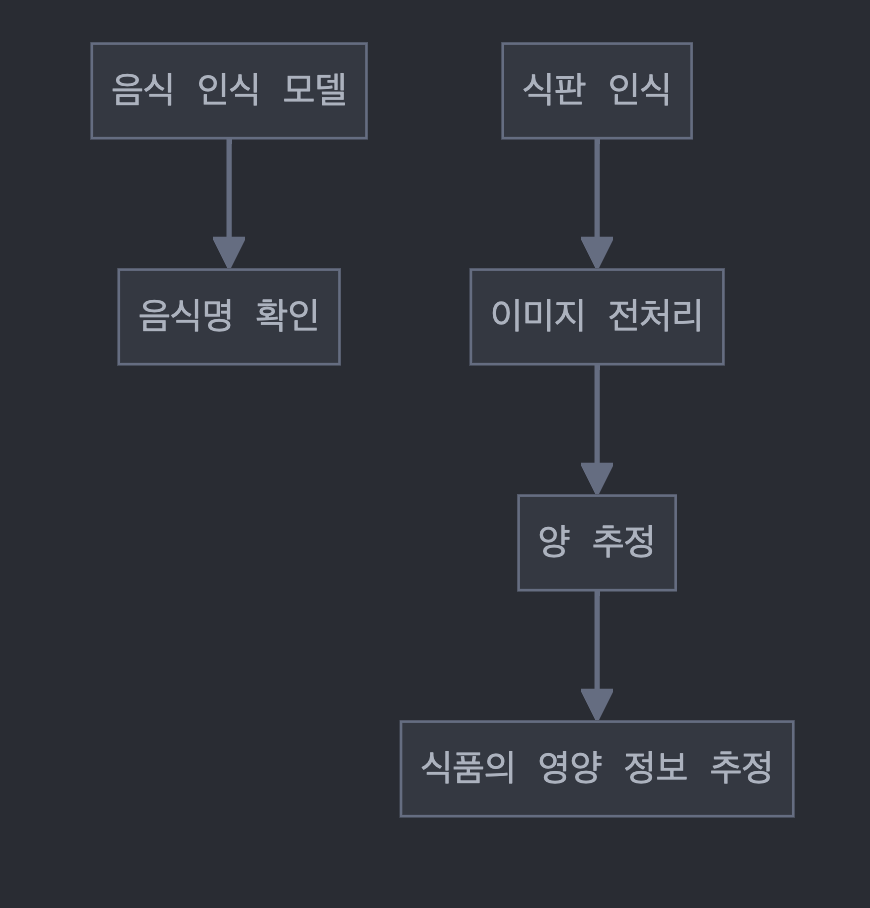 음식 인식 모델
식판 인식
음식명 확인
이미지 전처리
양 추정
식품의 영양 정보 추정